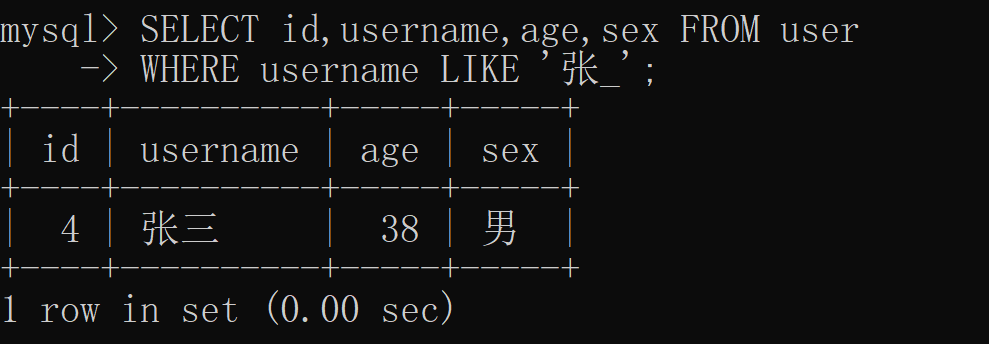 mysql> SELECT id,username,age,sex FROM user
    -> WHERE username LIKE '张_';
+----+----------+-----+-----+
| id | username | age | sex |
+----+----------+-----+-----+
|  4 | 张三     |  38 | 男  |
+----+----------+-----+-----+
1 row in set (0.00 sec)